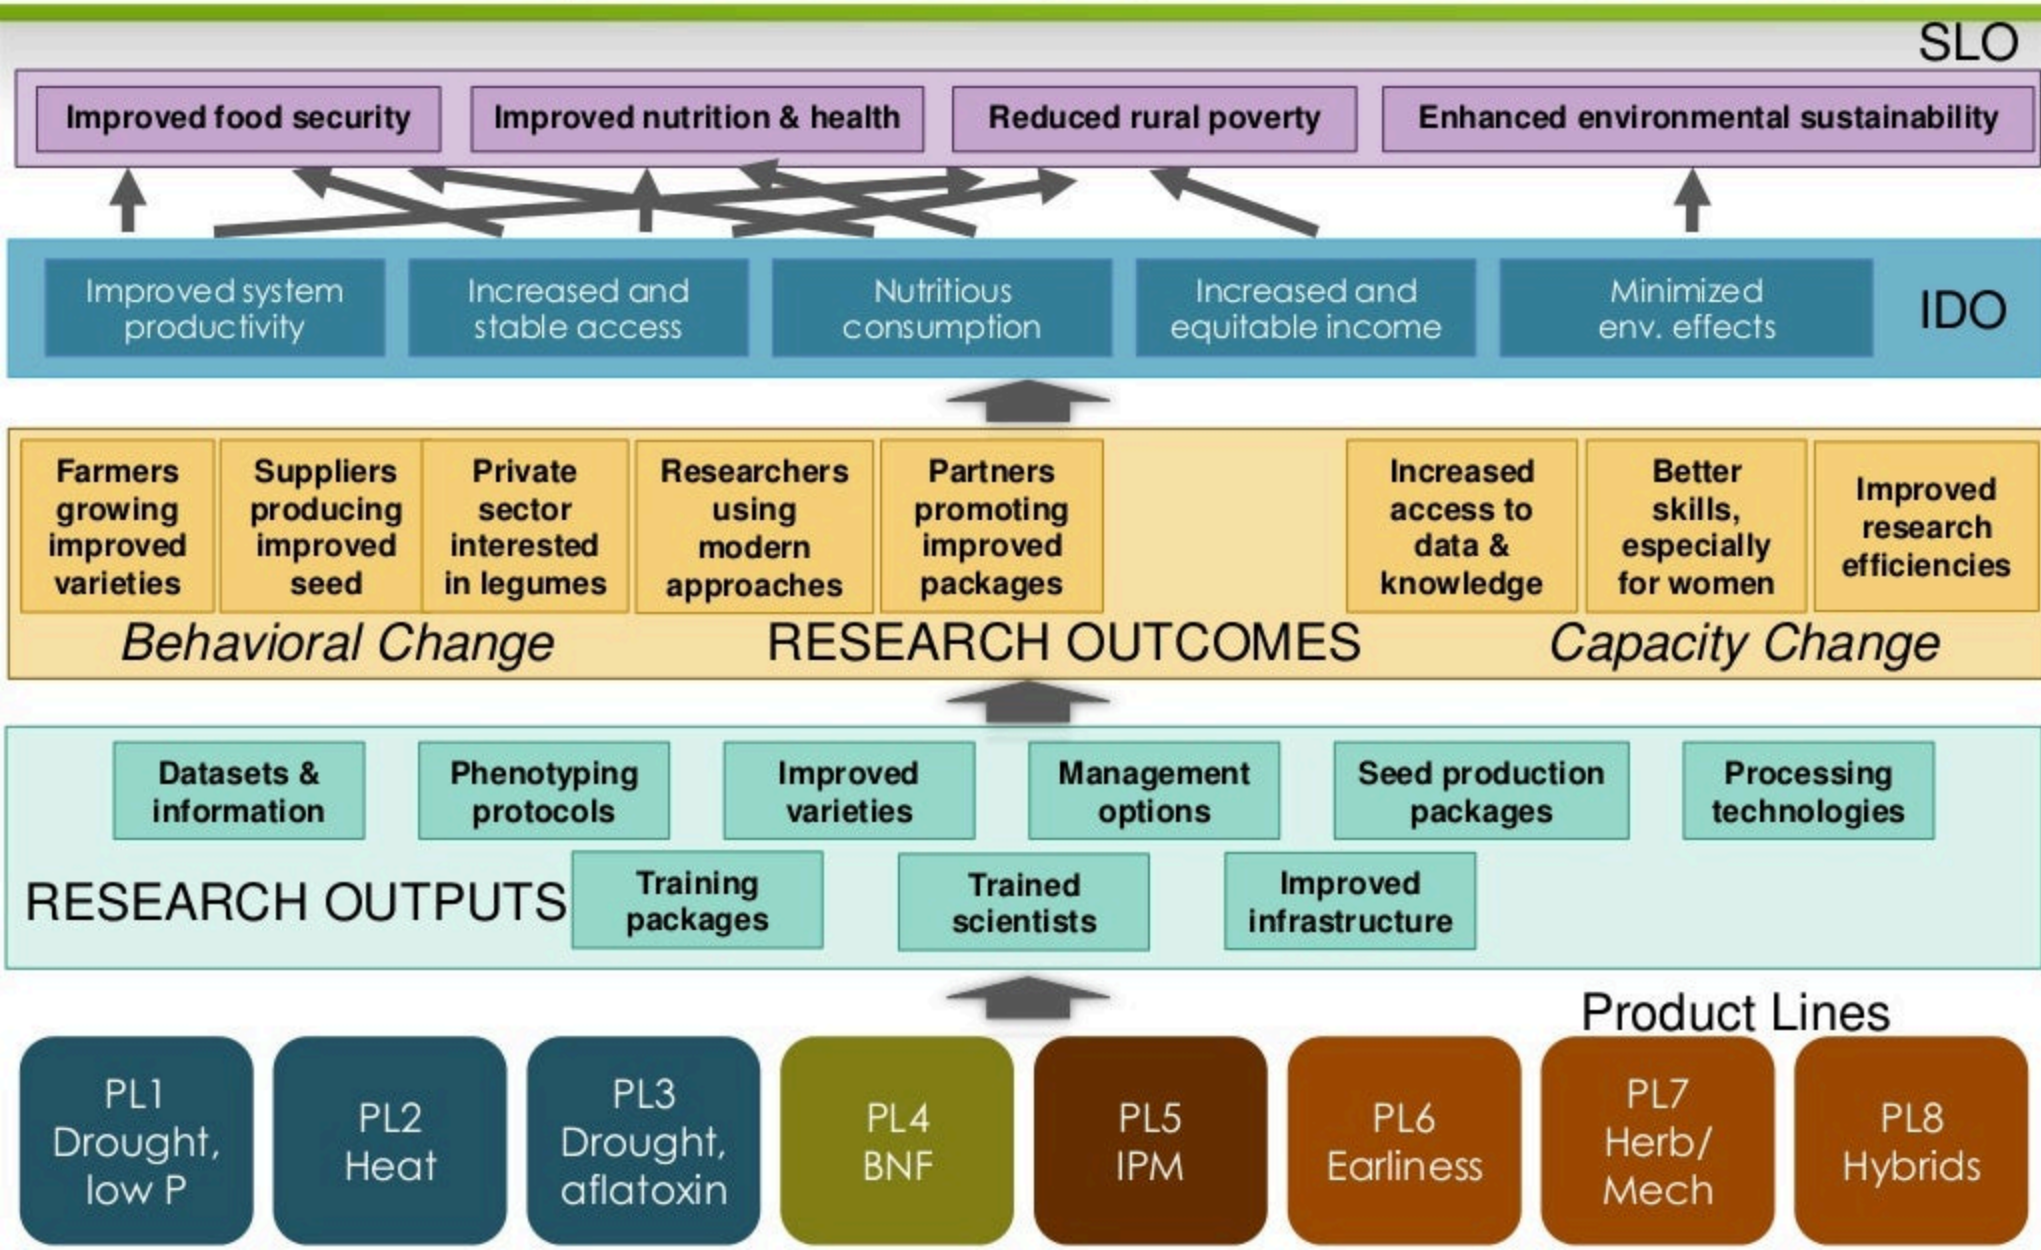 SLO
Improved food security
Improved nutrition & health
Reduced rural poverty
Enhanced environmental sustainability
Improved system
productivity
Increased and
stable access
Nutritious
consumption
Increased and
equitable income
Minimized
env. effects
IDO
Farmers
growing
improved
varieties
Suppliers
producing
improved
seed
Private
sector
interested
in legumes
Researchers
using
modern
approaches
Partners
promoting
improved
packages
Increased
access to
data &
knowledge
Better
skills,
especially
for women
Improved
research
efficiencies
Behavioral Change
RESEARCH OUTCOMES
Capacity Change
Datasets &
information
Phenotyping
protocols
Improved
varieties
Management
options
Seed production
packages
Processing
technologies
RESEARCH OUTPUTS
Training
packages
Trained
scientists
Improved
infrastructure
Product Lines
PL1
Drought,
low P
PL2
Heat
PL3
Drought,
aflatoxin
PL4
BNF
PL5
IPM
PL6
Earliness
PL7
Herb/
Mech
PL8
Hybrids